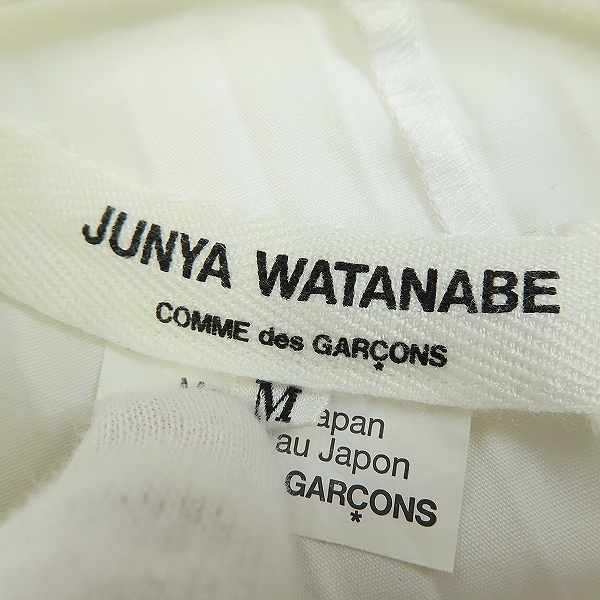 JUNYA WATANABE
COMME des GARÇONS
*
M
apan
au Japon
GARÇONS
*